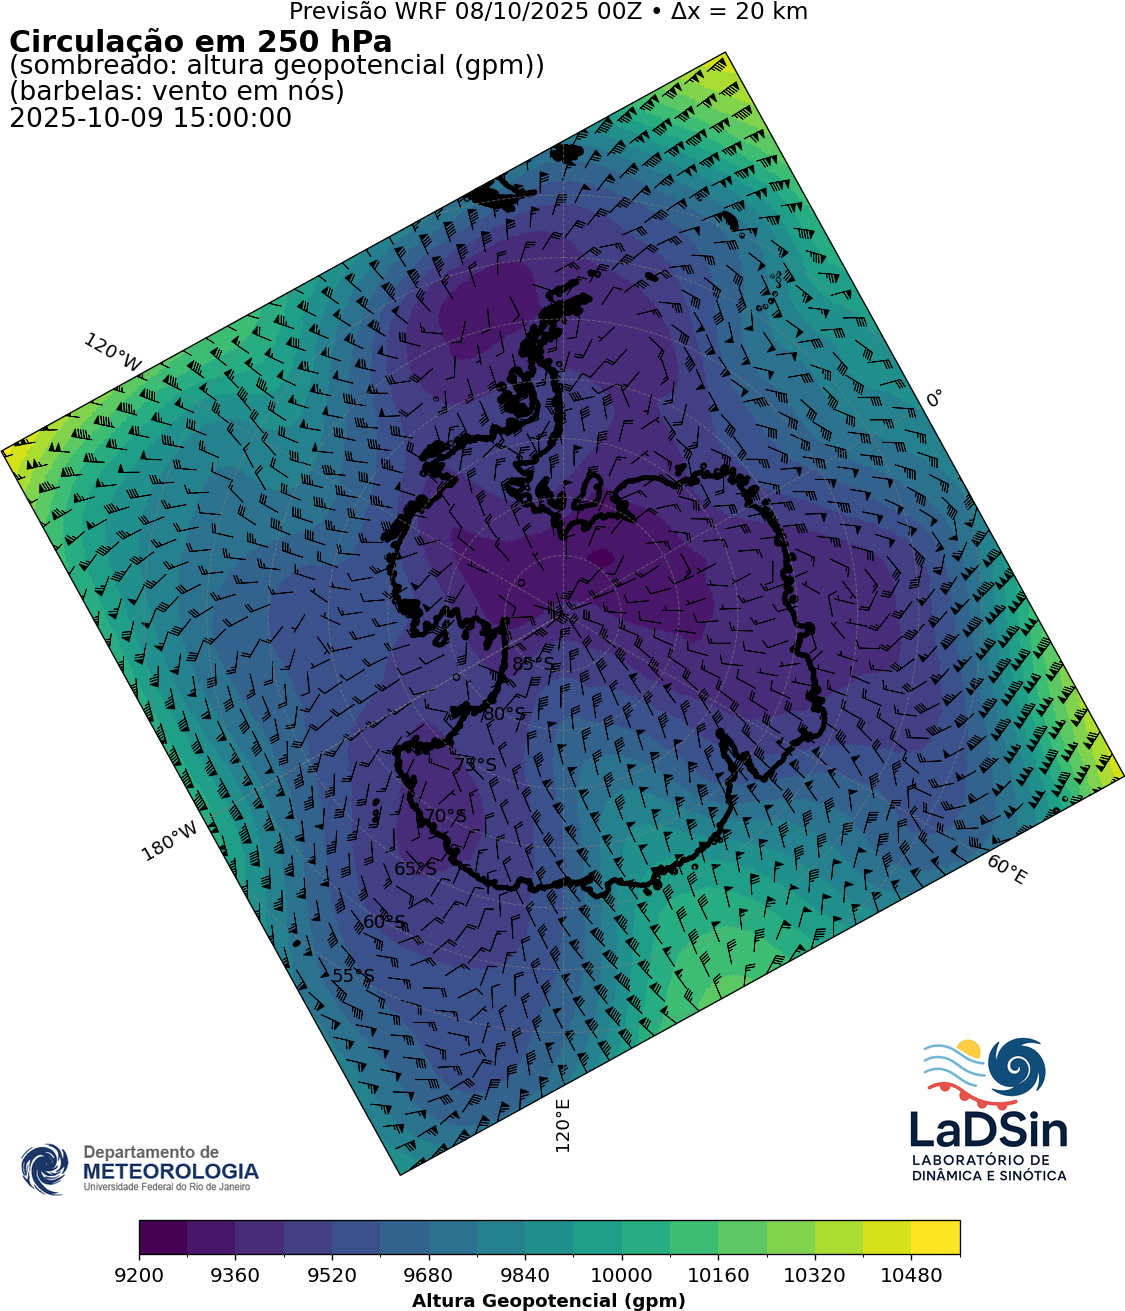 Previsão WRF 08/10/2025 00Z • Δx = 20 km
Circulação em 250 hPa
(sombreado: altura geopotencial (gpm))
(barbelas: vento em nós)
2025-10-09 15:00:00
120°W
0°
85°S
80°S
75°S
70°S
65°S
60°S
55°S
180°W
60°E
120°E
LaDSin
LABORATÓRIO DE
DINÂMICA E SINÓTICA
Departamento de
METEOROLOGIA
Universidade Federal do Rio de Janeiro
9200 9360 9520 9680 9840 10000 10160 10320 10480
Altura Geopotencial (gpm)